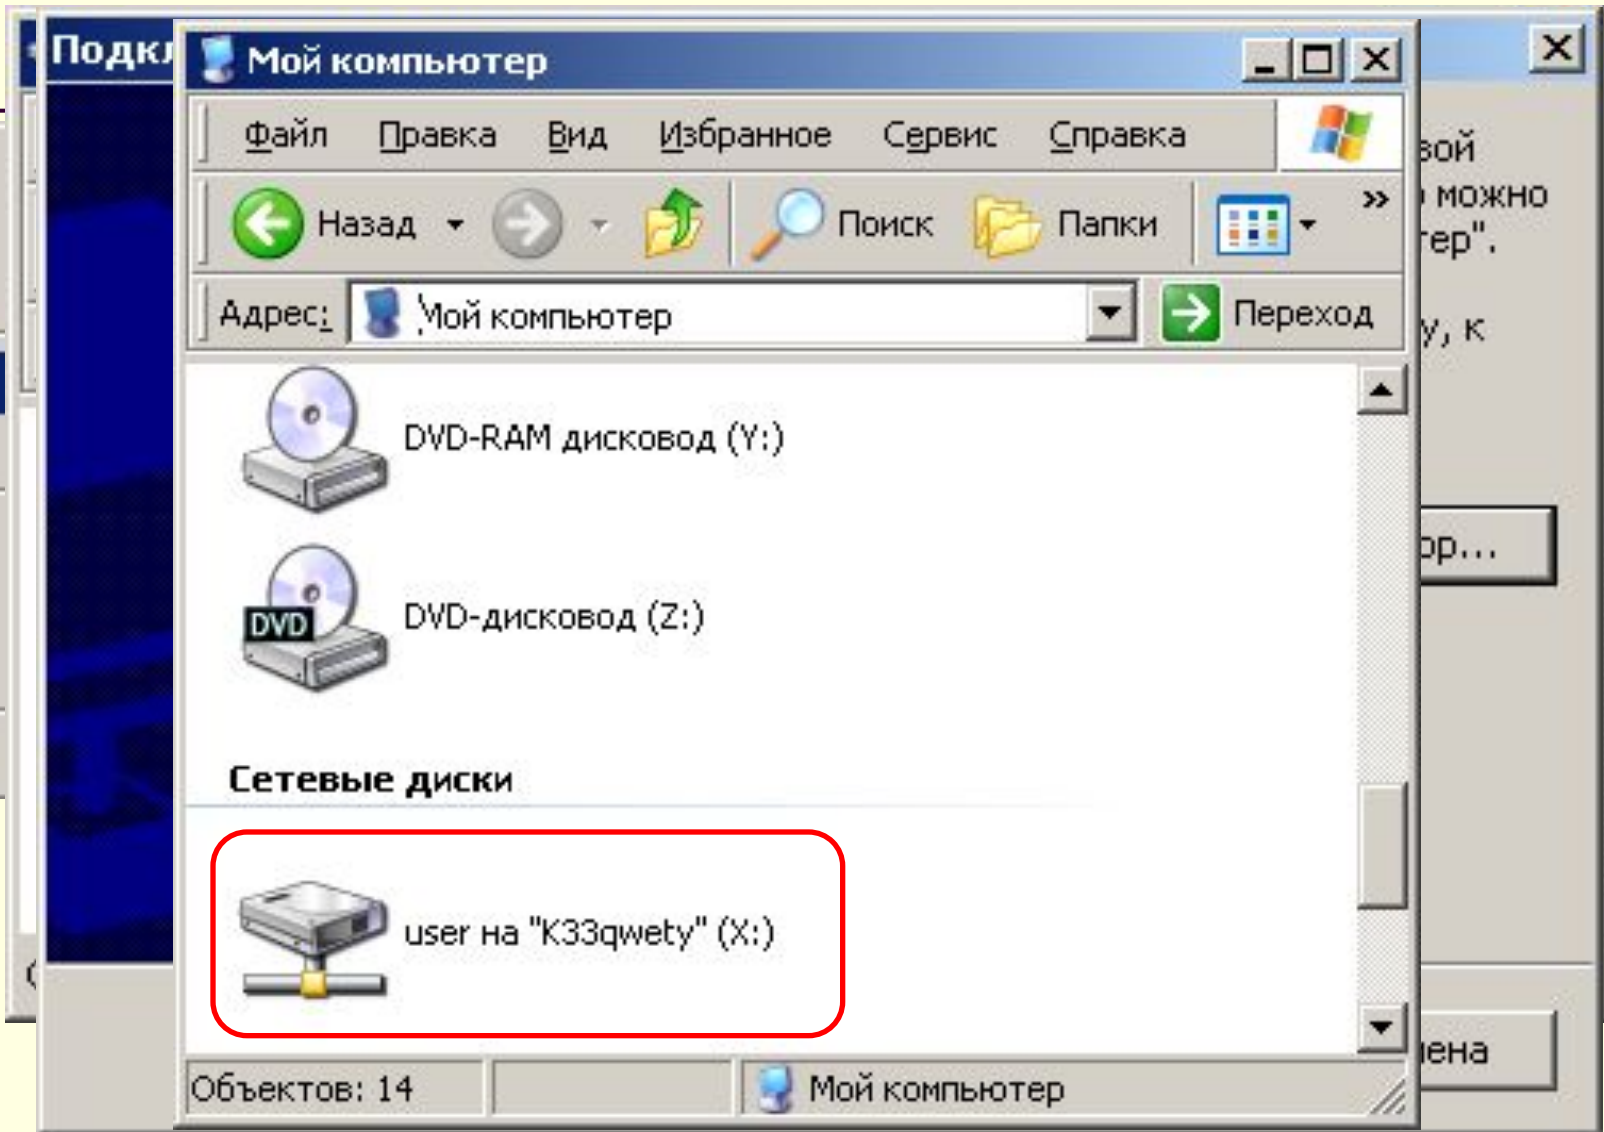 Подкл
Мой компьютер
Файл Правка Вид Избранное Сервис Справка
Назад Поиск Папки »
Адрес: Мой компьютер Переход
DVD-RAM дисковод (Y:)
DVD-дисковод (Z:)
DVD
Сетевые диски
user на "K33qwety" (X:)
Объектов: 14 Мой компьютер
вой
можно
тер".
у, к
ор...
ена